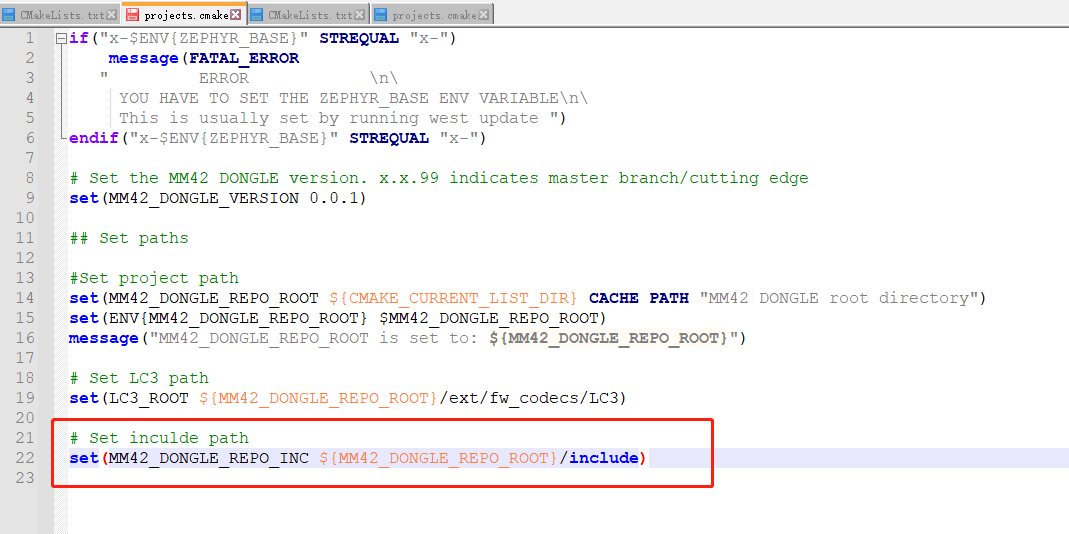 CMakeLists.txt projects.cmake CMakeLists.txt projects.cmake
1 if("x-$ENV{ZEPHYR_BASE}" STREQUAL "x-")
2 message(FATAL_ERROR
3 " ERROR \n\
4 YOU HAVE TO SET THE ZEPHYR_BASE ENV VARIABLE\n\
5 This is usually set by running west update ")
6 endif("x-$ENV{ZEPHYR_BASE}" STREQUAL "x-")
7
8 # Set the MM42 DONGLE version. x.x.99 indicates master branch/cutting edge
9 set(MM42_DONGLE_VERSION 0.0.1)
10
11 ## Set paths
12
13 #Set project path
14 set(MM42_DONGLE_REPO_ROOT ${CMAKE_CURRENT_LIST_DIR} CACHE PATH "MM42 DONGLE root directory")
15 set(ENV{MM42_DONGLE_REPO_ROOT} $MM42_DONGLE_REPO_ROOT)
16 message("MM42_DONGLE_REPO_ROOT is set to: ${MM42_DONGLE_REPO_ROOT}")
17
18 # Set LC3 path
19 set(LC3_ROOT ${MM42_DONGLE_REPO_ROOT}/ext/fw_codecs/LC3)
20
21 # Set inculde path
22 set(MM42_DONGLE_REPO_INC ${MM42_DONGLE_REPO_ROOT}/include)
23